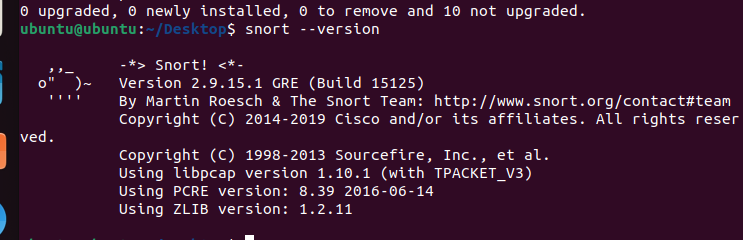 0 upgraded, 0 newly installed, 0 to remove and 10 not upgraded.
ubuntu@ubuntu:~/Desktop$ snort --version

   ,,_     -*> Snort! <*-
  o"  )~   Version 2.9.15.1 GRE (Build 15125)
   ''''    By Martin Roesch & The Snort Team: http://www.snort.org/contact#team
           Copyright (C) 2014-2019 Cisco and/or its affiliates. All rights reser
ved.
           Copyright (C) 1998-2013 Sourcefire, Inc., et al.
           Using libpcap version 1.10.1 (with TPACKET_V3)
           Using PCRE version: 8.39 2016-06-14
           Using ZLIB version: 1.2.11